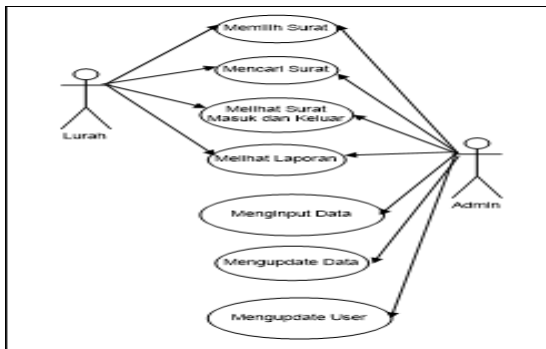 Memilih Surat
Mencari Surat
Melihat Surat
Masuk dan Keluar
Lurah
Melihat Laporan
Admin
Menginput Data
Mengupdate Data
Mengupdate User